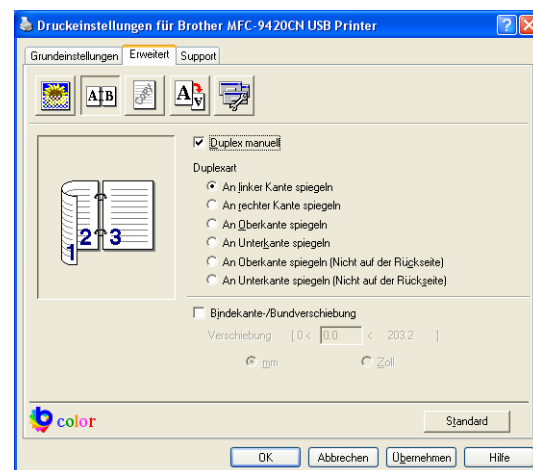 Druckeinstellungen für Brother MFC-9420CN USB Printer
Grundeinstellungen Erweitert Support
A B
A
Duplex manuell
Duplexart
An linker Kante spiegeln
An rechter Kante spiegeln
An Oberkante spiegeln
An Unterkante spiegeln
An Oberkante spiegeln (Nicht auf der Rückseite)
An Unterkante spiegeln (Nicht auf der Rückseite)
1 2 3
Bindekante-/Bundverschiebung
Verschiebung [ 0 < 0.0 < 203.2 ]
mm Zoll
color
Standard
OK Abbrechen Übernehmen Hilfe